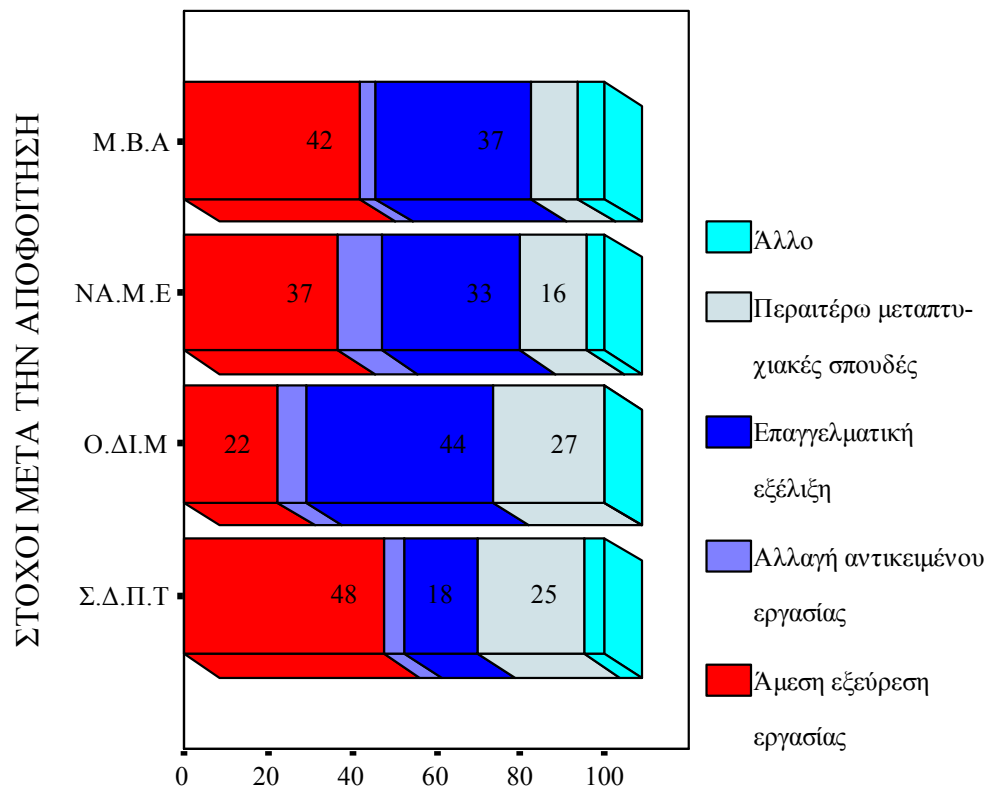 ΣΤΟΧΟΙ ΜΕΤΑ ΤΗΝ ΑΠΟΦΟΙΤΗΣΗ
Μ.Β.Α
42
37
ΝΑ.Μ.Ε
37
33
16
Ο.ΔΙ.Μ
22
44
27
Σ.Δ.Π.Τ
48
18
25
0 20 40 60 80 100
Άλλο
Περαιτέρω μεταπτυ-
χιακές σπουδές
Επαγγελματική
εξέλιξη
Αλλαγή αντικειμένου
εργασίας
Άμεση εξεύρεση
εργασίας